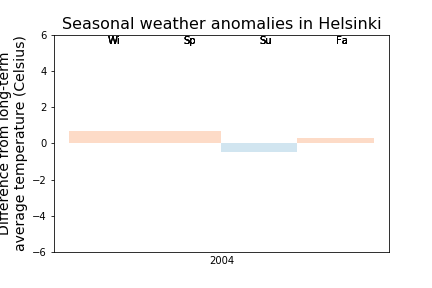 Seasonal weather anomalies in Helsinki
Wi Sp Su Fa
Difference from long-term
average temperature (Celsius)
6
4
2
0
−2
−4
−6
2004